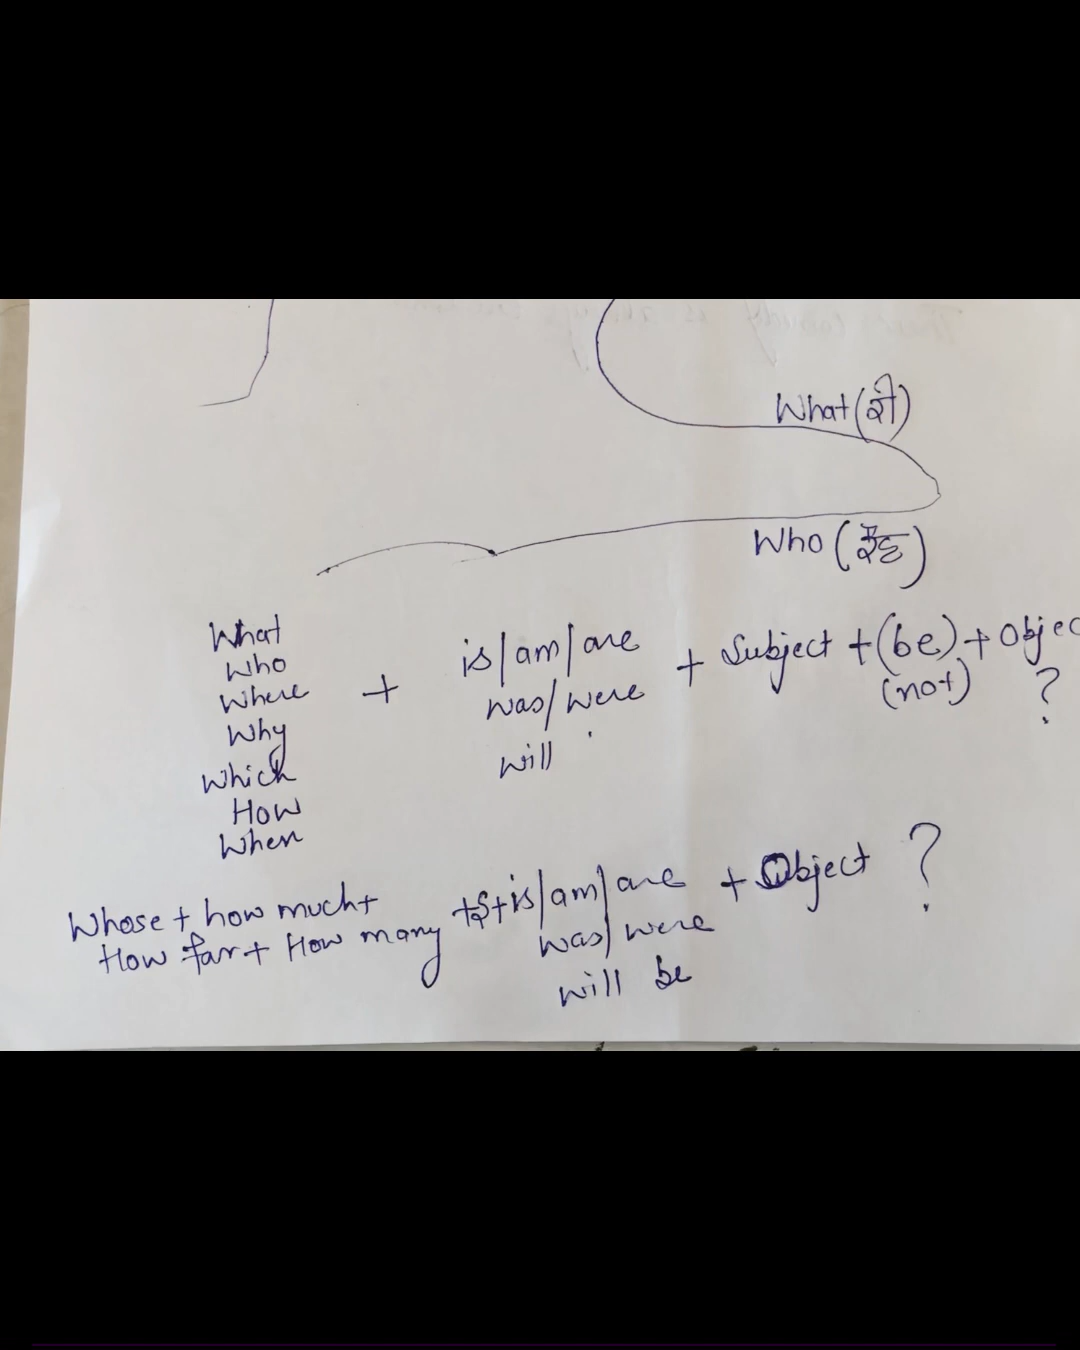 What
Who
What
Who
Where
Why
Which
How
When
+
is/am/are
was/were
will
+ Subject + (be) + Objec
(not) ?
Whose + how much +
How far + How many
+S+is/am/are + Object ?
was/were
will be